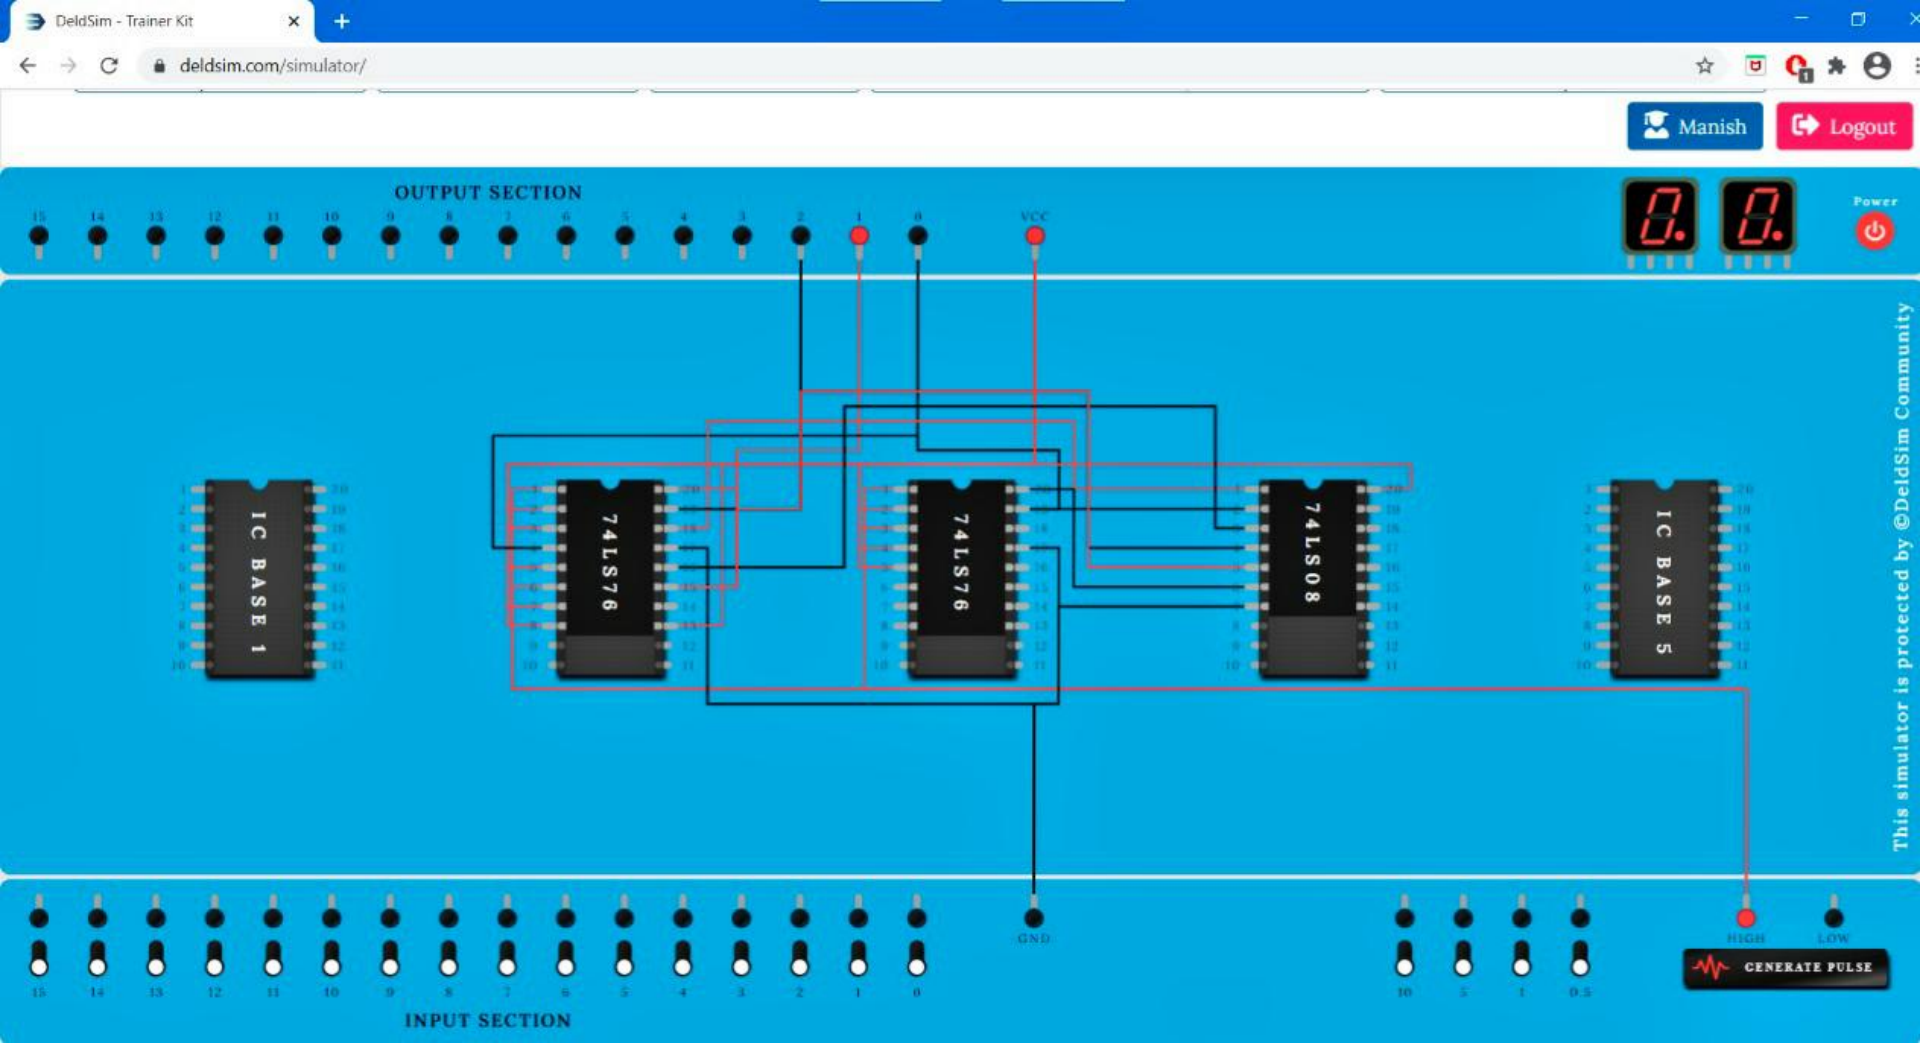 DeldSim - Trainer Kit
deldsim.com/simulator/
Manish
Logout
OUTPUT SECTION
15 14 13 12 11 10 9 8 7 6 5 4 3 2 1 0 VCC
Power
This simulator is protected by ©DeldSim Community
IC BASE 1
74LS76
74LS76
74LS08
IC BASE 5
GND
HIGH LOW
GENERATE PULSE
15 14 13 12 11 10 9 8 7 6 5 4 3 2 1 0 10 5 1 0.5
INPUT SECTION